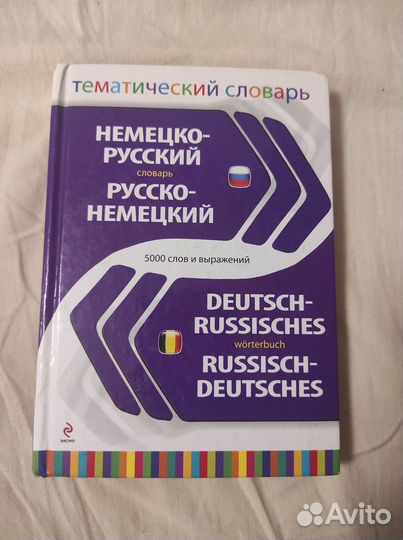 тематический словарь
НЕМЕЦКО-
РУССКИЙ
словарь
РУССКО-
НЕМЕЦКИЙ
5000 слов и выражений
DEUTSCH-
RUSSISCHES
wörterbuch
RUSSISCH-
DEUTSCHES
ЭКСМО
Avito